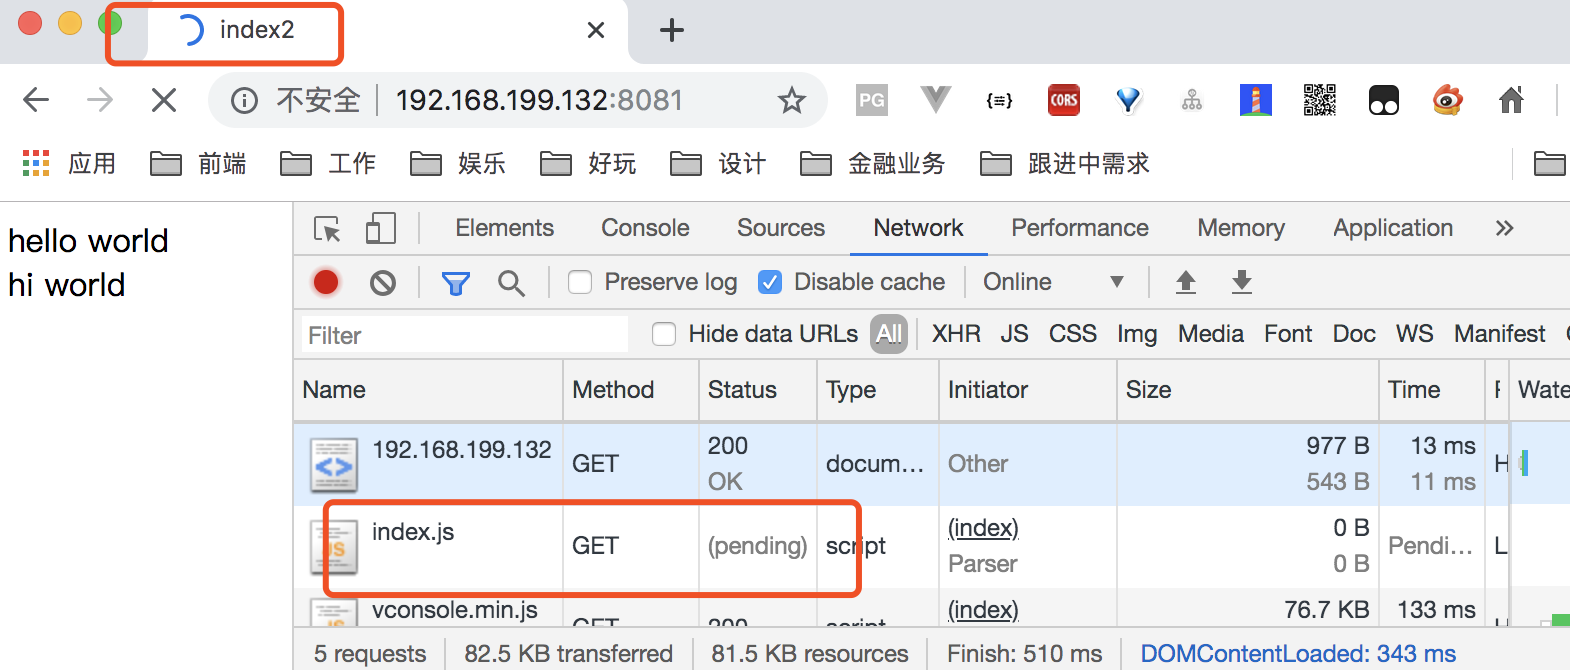 index2
不安全 192.168.199.132:8081
PG {≡} CORS
应用 前端 工作 娱乐 好玩 设计 金融业务 跟进中需求
hello world
hi world
Elements Console Sources Network Performance Memory Application
Preserve log Disable cache Online
Filter Hide data URLs All XHR JS CSS Img Media Font Doc WS Manifest
Name Method Status Type Initiator Size Time
192.168.199.132 GET 200 OK docum… Other 977 B 543 B 13 ms 11 ms
index.js GET (pending) script (index) Parser 0 B 0 B Pendi…
vconsole.min.js GET 200 script (index) 76.7 KB 133 ms
5 requests 82.5 KB transferred 81.5 KB resources Finish: 510 ms DOMContentLoaded: 343 ms